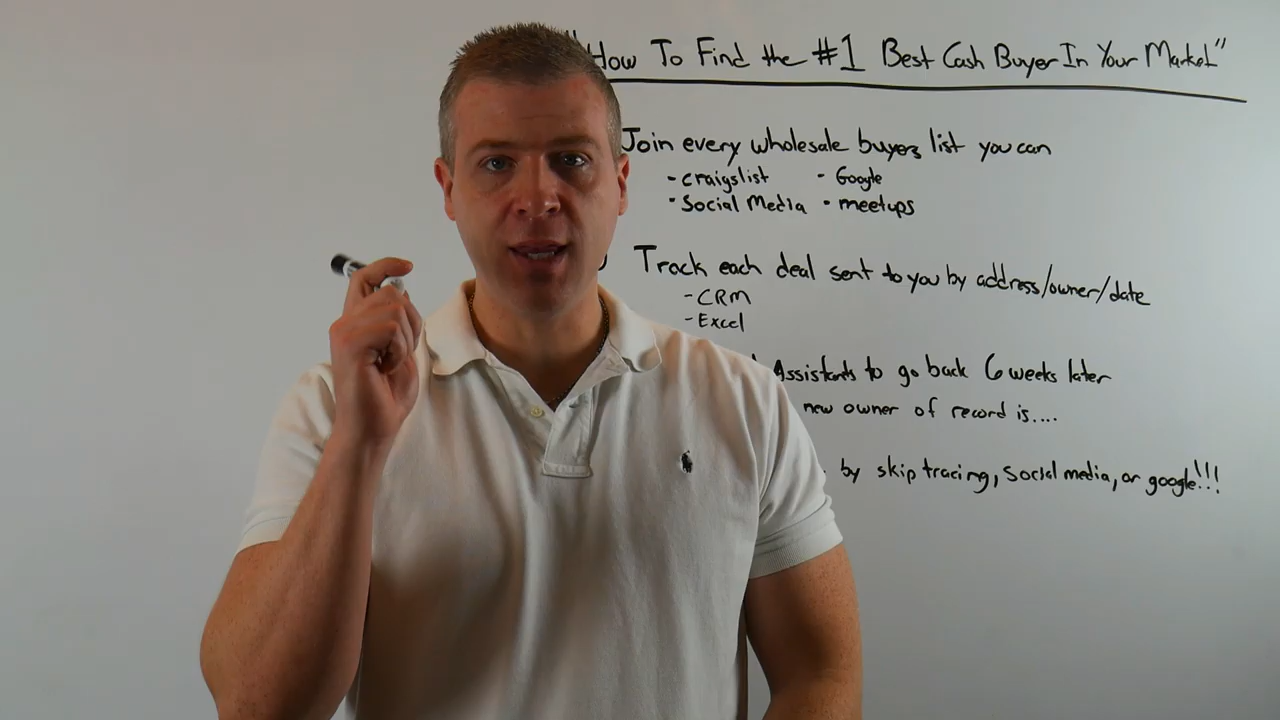 "How To Find the #1 Best Cash Buyer In Your Market"
Join every wholesale buyers list you can
- craigslist - Google
- Social Media - meetups
Track each deal sent to you by address/owner/date
- CRM
- Excel
Assistants to go back 6 weeks later
new owner of record is....
by skip tracing, social media, or google!!!